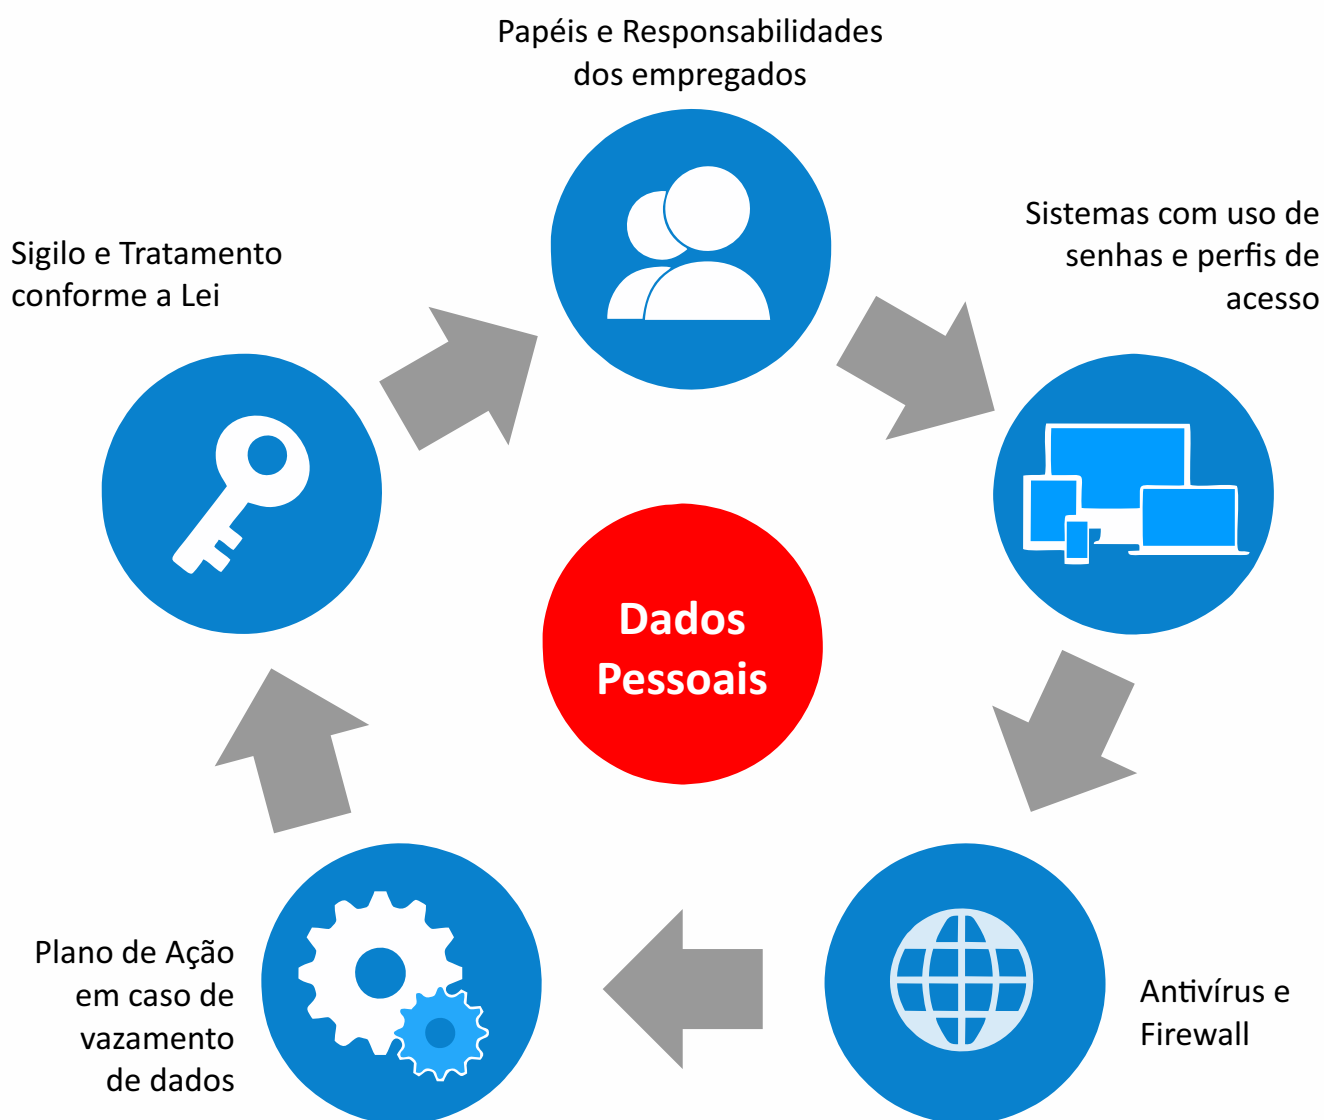 Papéis e Responsabilidades
dos empregados
Sistemas com uso de
senhas e perfis de
acesso
Sigilo e Tratamento
conforme a Lei
Dados
Pessoais
Plano de Ação
em caso de
vazamento
de dados
Antivírus e
Firewall